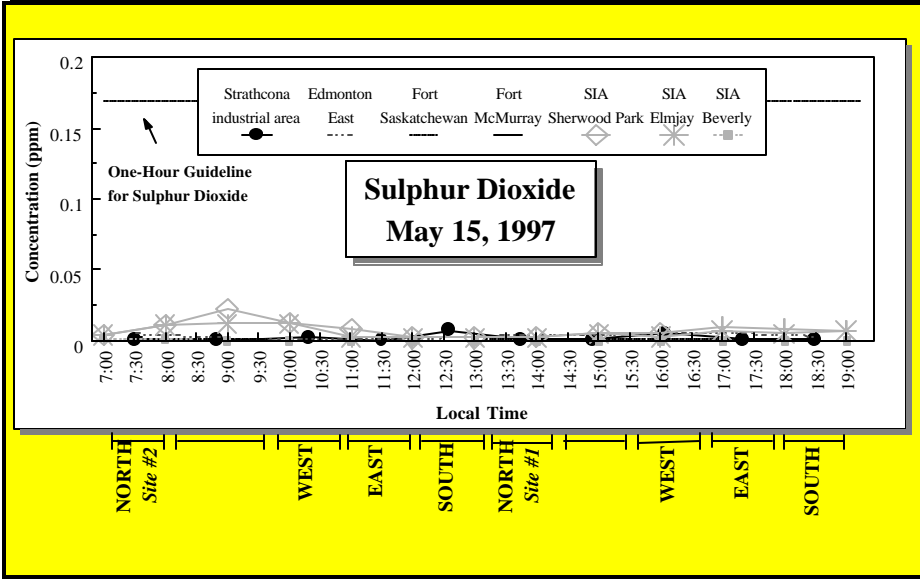 0.2
0.15
0.1
0.05
0
Concentration (ppm)
Strathcona Edmonton Fort Fort SIA SIA SIA
industrial area East Saskatchewan McMurray Sherwood Park Elmjay Beverly
One-Hour Guideline
for Sulphur Dioxide
Sulphur Dioxide
May 15, 1997
7:00 7:30 8:00 8:30 9:00 9:30 10:00 10:30 11:00 11:30 12:00 12:30 13:00 13:30 14:00 14:30 15:00 15:30 16:00 16:30 17:00 17:30 18:00 18:30 19:00
Local Time
NORTH
Site #2
WEST
EAST
SOUTH
NORTH
Site #1
WEST
EAST
SOUTH